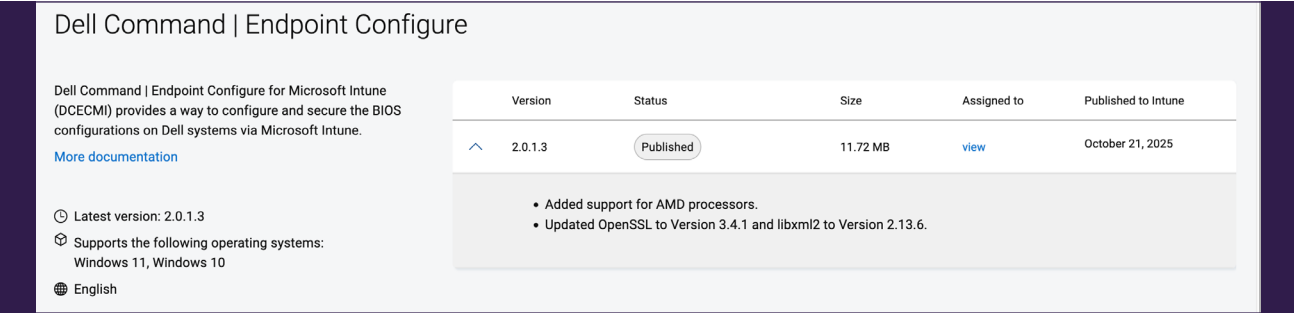 Dell Command | Endpoint Configure
Dell Command | Endpoint Configure for Microsoft Intune
(DCECMI) provides a way to configure and secure the BIOS
configurations on Dell systems via Microsoft Intune.
More documentation
Latest version: 2.0.1.3
Supports the following operating systems:
Windows 11, Windows 10
English
Version Status Size Assigned to Published to Intune
2.0.1.3 Published 11.72 MB view October 21, 2025
• Added support for AMD processors.
• Updated OpenSSL to Version 3.4.1 and libxml2 to Version 2.13.6.